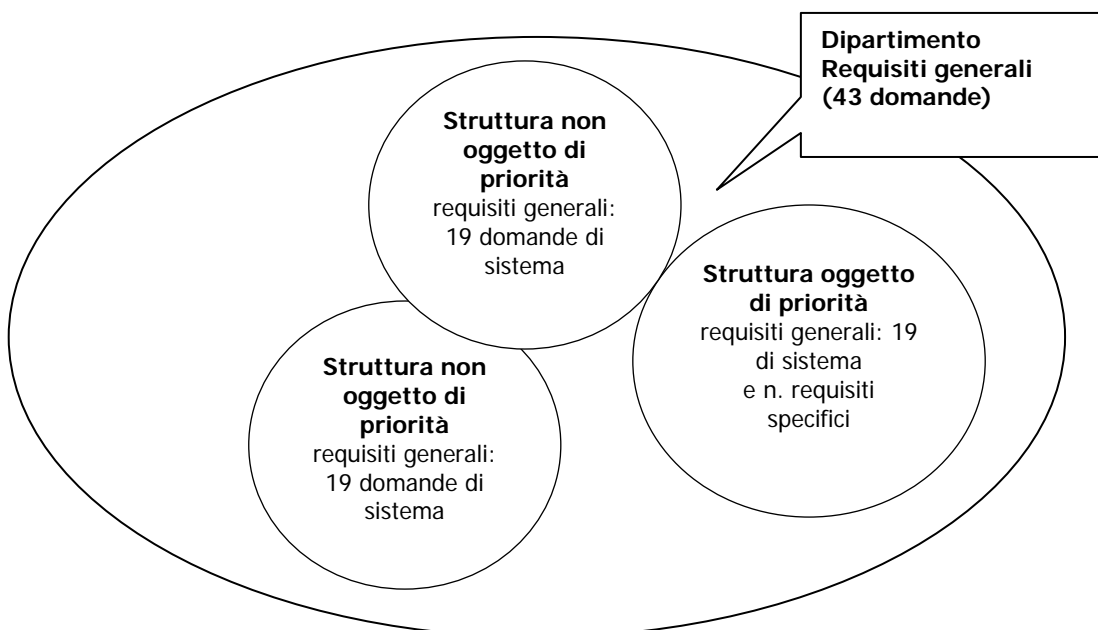 Dipartimento
Requisiti generali
(43 domande)
Struttura non
oggetto di
priorità
requisiti generali:
19 domande di
sistema
Struttura oggetto
di priorità
requisiti generali: 19
di sistema
e n. requisiti
specifici
Struttura non
oggetto di
priorità
requisiti generali:
19 domande di
sistema